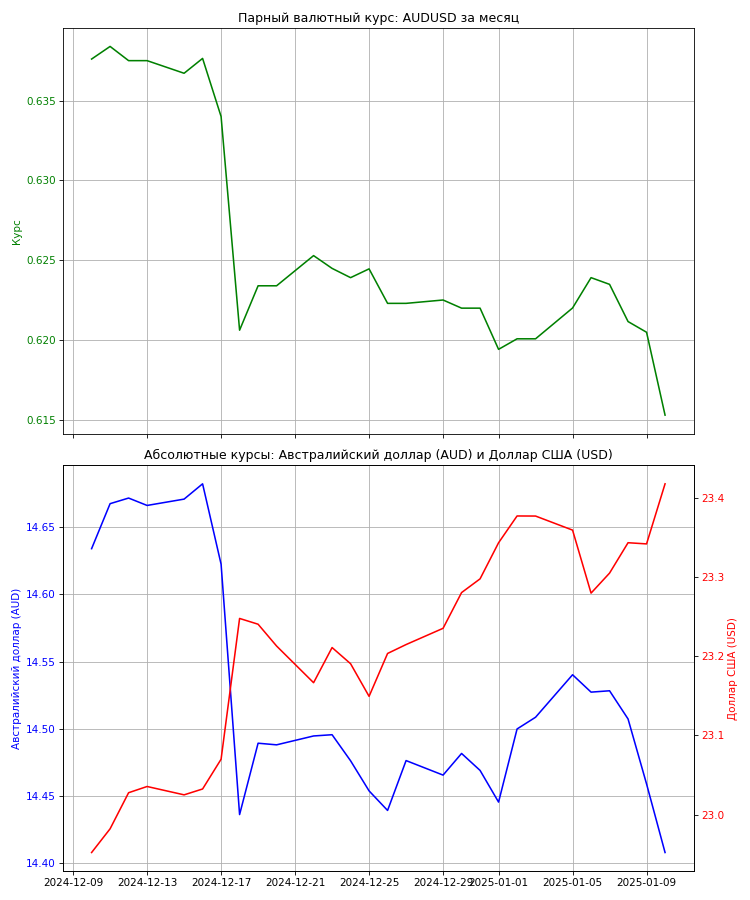 Парный валютный курс: AUDUSD за месяц
0.635
0.630
0.625
0.620
0.615
Курс
Абсолютные курсы: Австралийский доллар (AUD) и Доллар США (USD)
14.65
14.60
14.55
14.50
14.45
14.40
Австралийский доллар (AUD)
23.4
23.3
23.2
23.1
23.0
Доллар США (USD)
2024-12-09 2024-12-13 2024-12-17 2024-12-21 2024-12-25 2024-12-29 2025-01-01 2025-01-05 2025-01-09